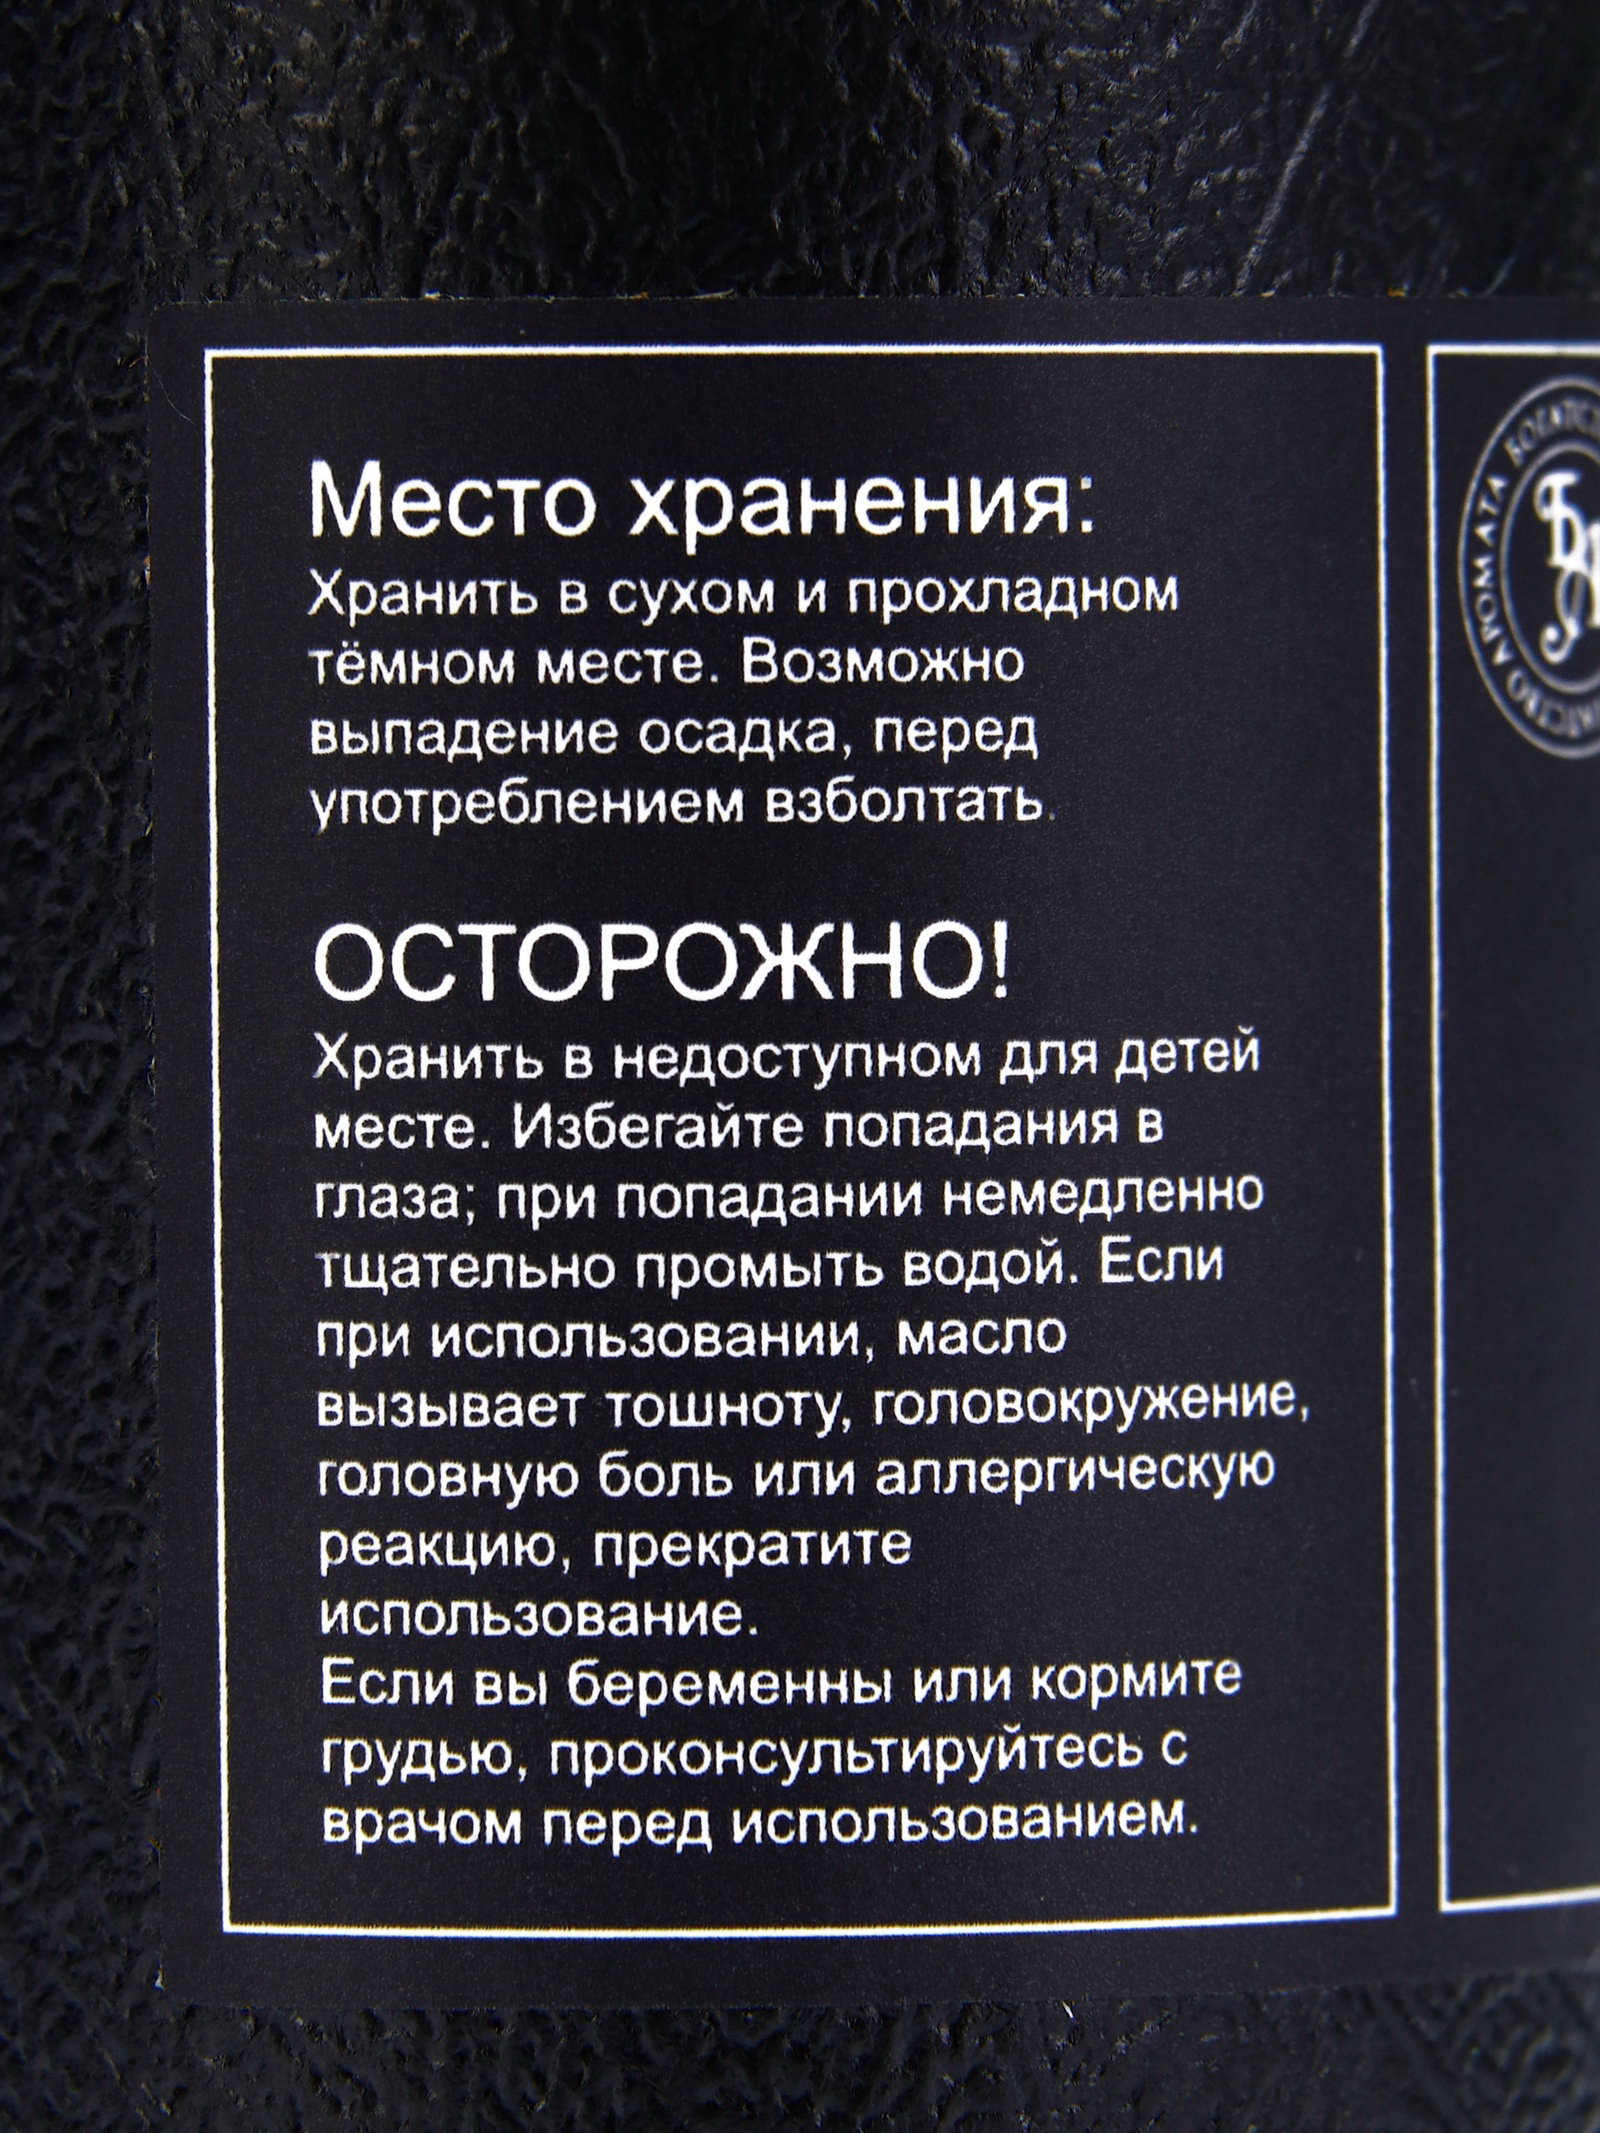 Место хранения:
Хранить в сухом и прохладном
тёмном месте. Возможно
выпадение осадка, перед
употреблением взболтать.
ОСТОРОЖНО!
Хранить в недоступном для детей
месте. Избегайте попадания в
глаза; при попадании немедленно
тщательно промыть водой. Если
при использовании, масло
вызывает тошноту, головокружение,
головную боль или аллергическую
реакцию, прекратите
использование.
Если вы беременны или кормите
грудью, проконсультируйтесь с
врачом перед использованием.
АРОМАТА